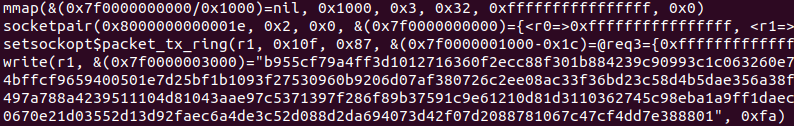 mmap(&(0x7f0000000000/0x1000)=nil, 0x1000, 0x3, 0x32, 0xffffffffffffffff, 0x0)
socketpair(0x8000000000001e, 0x2, 0x0, &(0x7f0000000000)={<r0=>0xffffffffffffffff, <r1=>
setsockopt$packet_tx_ring(r1, 0x10f, 0x87, &(0x7f0000001000-0x1c)=@req3={0xfffffffffffff
write(r1, &(0x7f0000003000)="b955cf79a4ff3d1012716360f2ecc88f301b884239c90993c1c063260e7
4bffcf9659400501e7d25bf1b1093f27530960b9206d07af380726c2ee08ac33f36bd23c58d4b5dae356a38f
497a788a4239511104d81043aae97c5371397f286f89b37591c9e61210d81d3110362745c98eba1a9ff1daec
0670e21d03552d13d92faec6a4de3c52d088d2da694073d42f07d2088781067c47cf4dd7e388801", 0xfa)